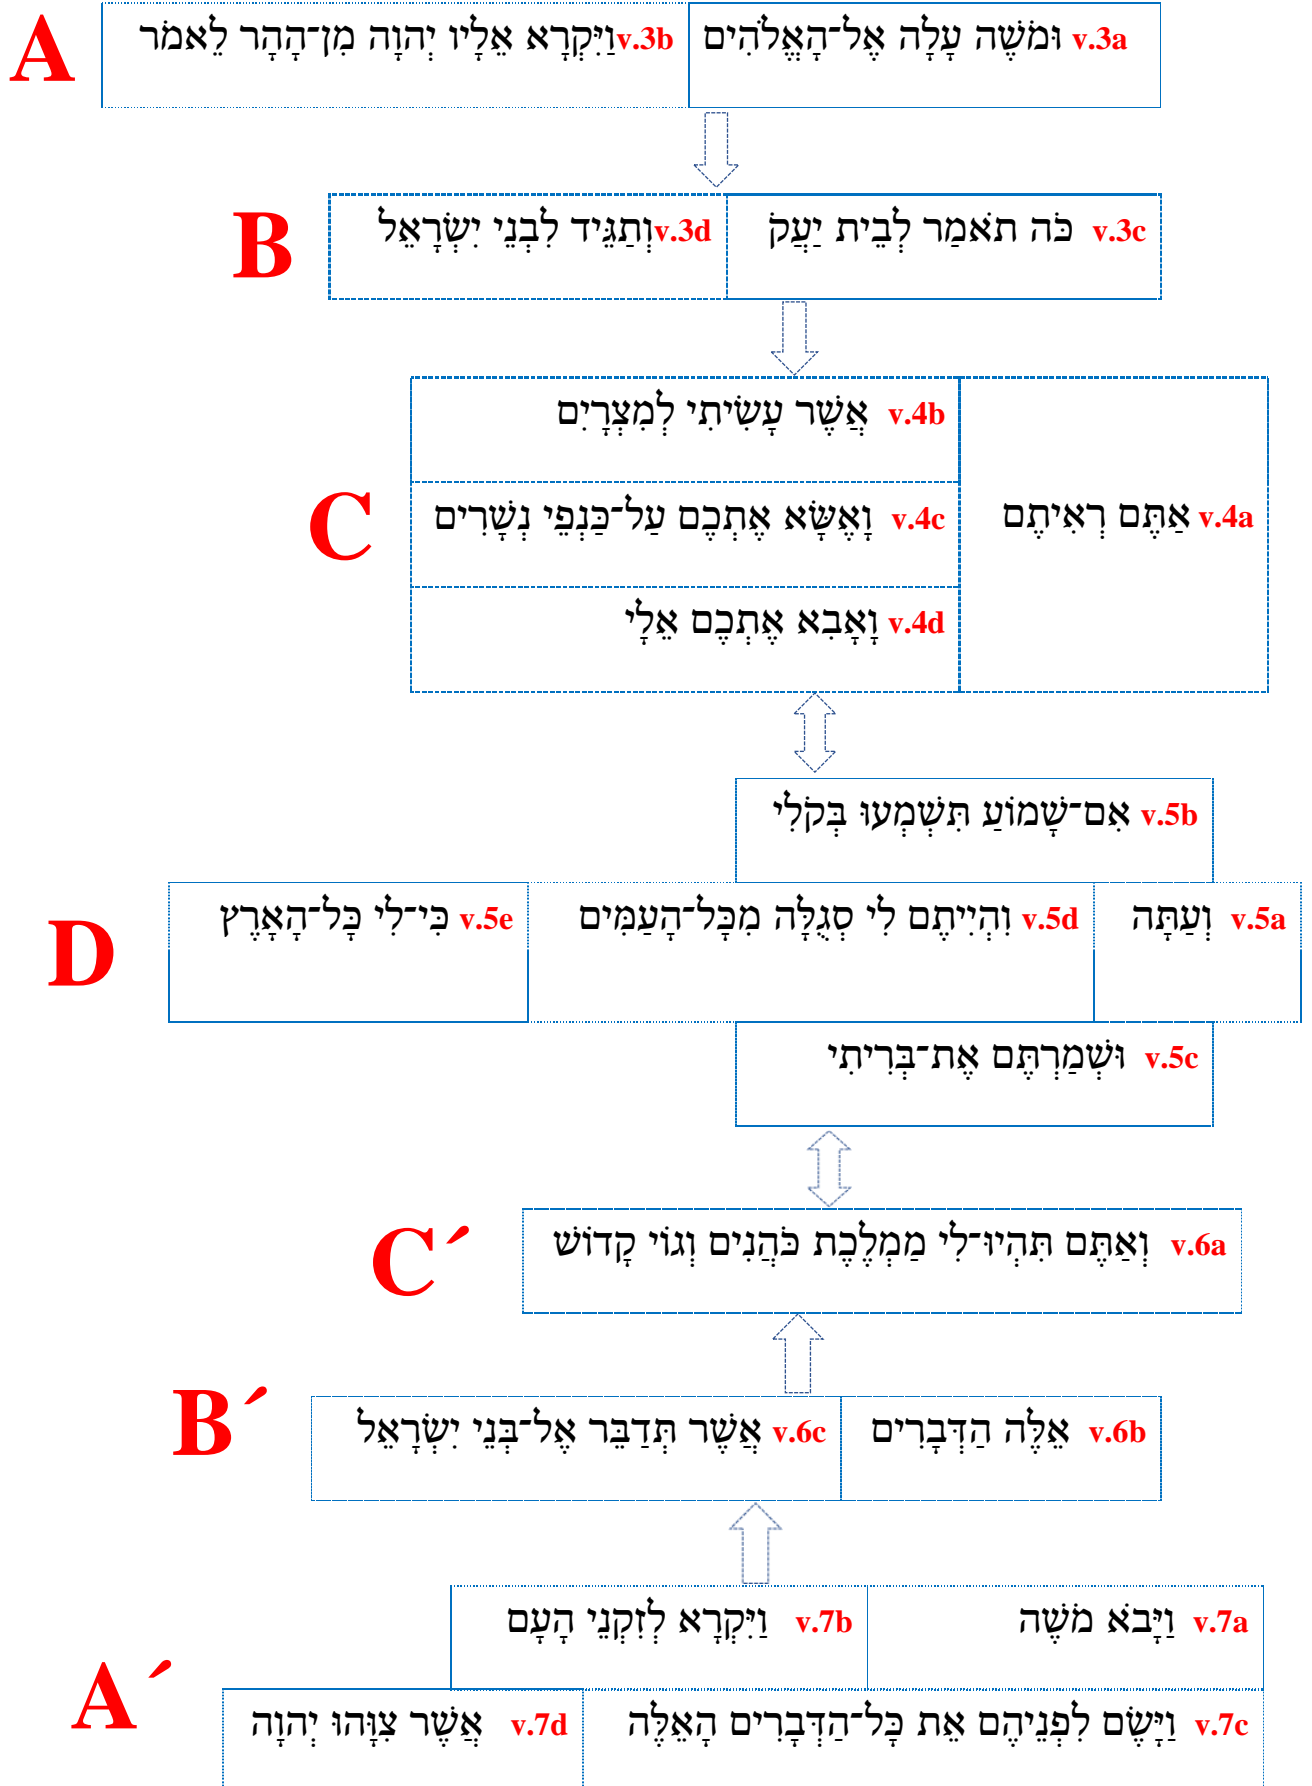 A
v.3a וּמֹשֶׁה עָלָה אֶל־הָאֱלֹהִים v.3b וַיִּקְרָא אֵלָיו יְהוָה מִן־הָהָר לֵאמֹר
B
v.3c כֹּה תֹאמַר לְבֵית יַעֲקֹ v.3d וְתַגֵּיד לִבְנֵי יִשְׂרָאֵל
C
v.4a אַתֶּם רְאִיתֶם
v.4b אֲשֶׁר עָשִׂיתִי לְמִצְרָיִם
v.4c וָאֶשָּׂא אֶתְכֶם עַל־כַּנְפֵי נְשָׁרִים
v.4d וָאָבִא אֶתְכֶם אֵלָי
v.5b אִם־שָׁמוֹעַ תִּשְׁמְעוּ בְּקֹלִי
D
v.5a וְעַתָּה v.5d וִהְיִיתֶם לִי סְגֻלָּה מִכָּל־הָעַמִּים v.5e כִּי־לִי כָּל־הָאָרֶץ
v.5c וּשְׁמַרְתֶּם אֶת־בְּרִיתִי
C´
v.6a וְאַתֶּם תִּהְיוּ־לִי מַמְלֶכֶת כֹּהֲנִים וְגוֹי קָדוֹשׁ
B´
v.6b אֵלֶּה הַדְּבָרִים v.6c אֲשֶׁר תְּדַבֵּר אֶל־בְּנֵי יִשְׂרָאֵל
A´
v.7a וַיָּבֹא מֹשֶׁה v.7b וַיִּקְרָא לְזִקְנֵי הָעָם
v.7c וַיָּשֶׂם לִפְנֵיהֶם אֵת כָּל־הַדְּבָרִים הָאֵלֶּה v.7d אֲשֶׁר צִוָּהוּ יְהוָה